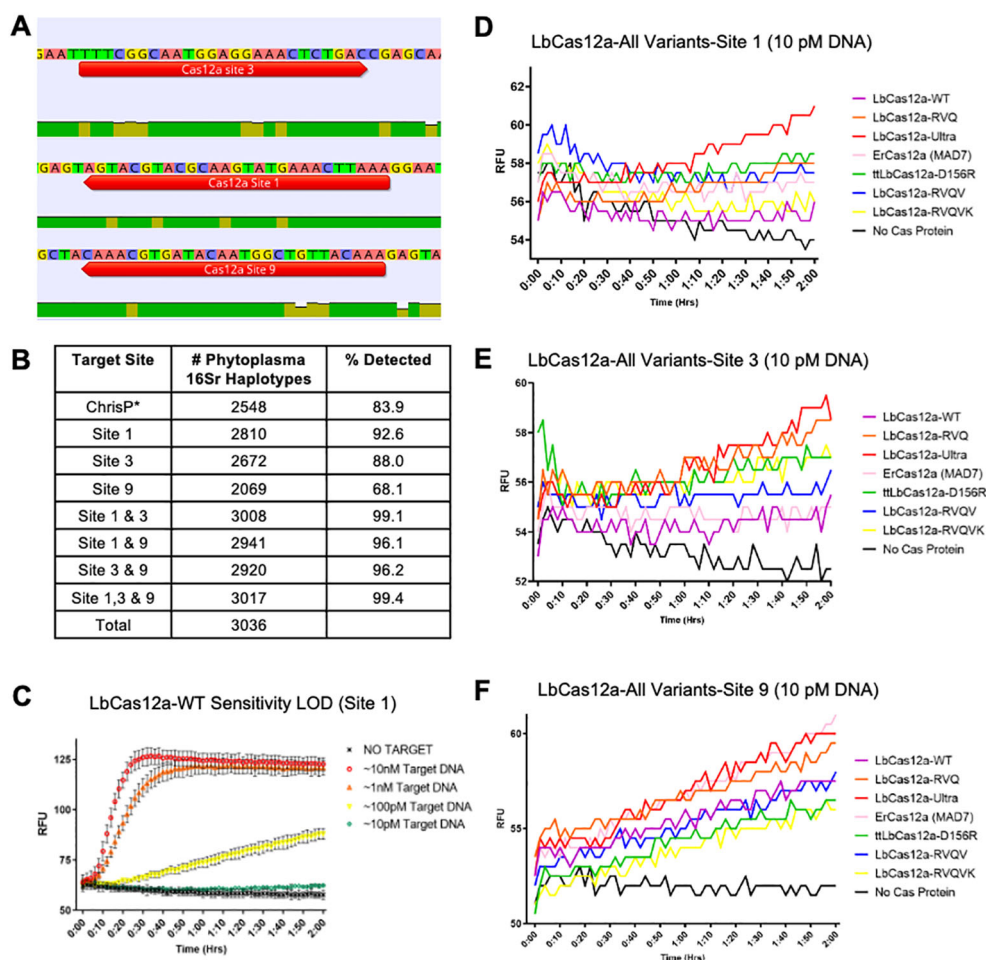 A
GAATTTTCGGCAATGGAGGAAACTCTGACCGAGCA
Cas12a site 3
GAGTAGTACGTACGCAAGTATGAAACTTAAAGGAAT
Cas12a Site 1
GCTACAAACGTGATACAATGGCTGTTACAAAGAGTA
Cas12a Site 9
B
Target Site # Phytoplasma 16Sr Haplotypes % Detected
ChrisP* 2548 83.9
Site 1 2810 92.6
Site 3 2672 88.0
Site 9 2069 68.1
Site 1 & 3 3008 99.1
Site 1 & 9 2941 96.1
Site 3 & 9 2920 96.2
Site 1,3 & 9 3017 99.4
Total 3036
C
LbCas12a-WT Sensitivity LOD (Site 1)
RFU
125
100
75
50
0:00 0:10 0:20 0:30 0:40 0:50 1:00 1:10 1:20 1:30 1:40 1:50 2:00
Time (Hrs)
NO TARGET
~10nM Target DNA
~1nM Target DNA
~100pM Target DNA
~10pM Target DNA
D
LbCas12a-All Variants-Site 1 (10 pM DNA)
RFU
62
60
58
56
54
0:00 0:10 0:20 0:30 0:40 0:50 1:00 1:10 1:20 1:30 1:40 1:50 2:00
Time (Hrs)
LbCas12a-WT
LbCas12a-RVQ
LbCas12a-Ultra
ErCas12a (MAD7)
ttLbCas12a-D156R
LbCas12a-RVQV
LbCas12a-RVQVK
No Cas Protein
E
LbCas12a-All Variants-Site 3 (10 pM DNA)
RFU
60
58
56
54
52
0:00 0:10 0:20 0:30 0:40 0:50 1:00 1:10 1:20 1:30 1:40 1:50 2:00
Time (Hrs)
LbCas12a-WT
LbCas12a-RVQ
LbCas12a-Ultra
ErCas12a (MAD7)
ttLbCas12a-D156R
LbCas12a-RVQV
LbCas12a-RVQVK
No Cas Protein
F
LbCas12a-All Variants-Site 9 (10 pM DNA)
RFU
60
55
50
0:00 0:10 0:20 0:30 0:40 0:50 1:00 1:10 1:20 1:30 1:40 1:50 2:00
Time (Hrs)
LbCas12a-WT
LbCas12a-RVQ
LbCas12a-Ultra
ErCas12a (MAD7)
ttLbCas12a-D156R
LbCas12a-RVQV
LbCas12a-RVQVK
No Cas Protein